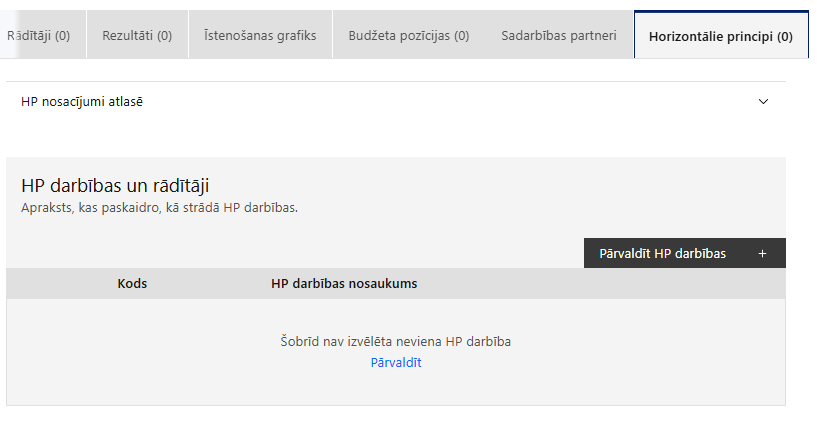 Rādītāji (0) Rezultāti (0) Īstenošanas grafiks Budžeta pozīcijas (0) Sadarbības partneri Horizontālie principi (0)
HP nosacījumi atlasē
HP darbības un rādītāji
Apraksts, kas paskaidro, kā strādā HP darbības.
Pārvaldīt HP darbības +
Kods HP darbības nosaukums
Šobrīd nav izvēlēta neviena HP darbība
Pārvaldīt